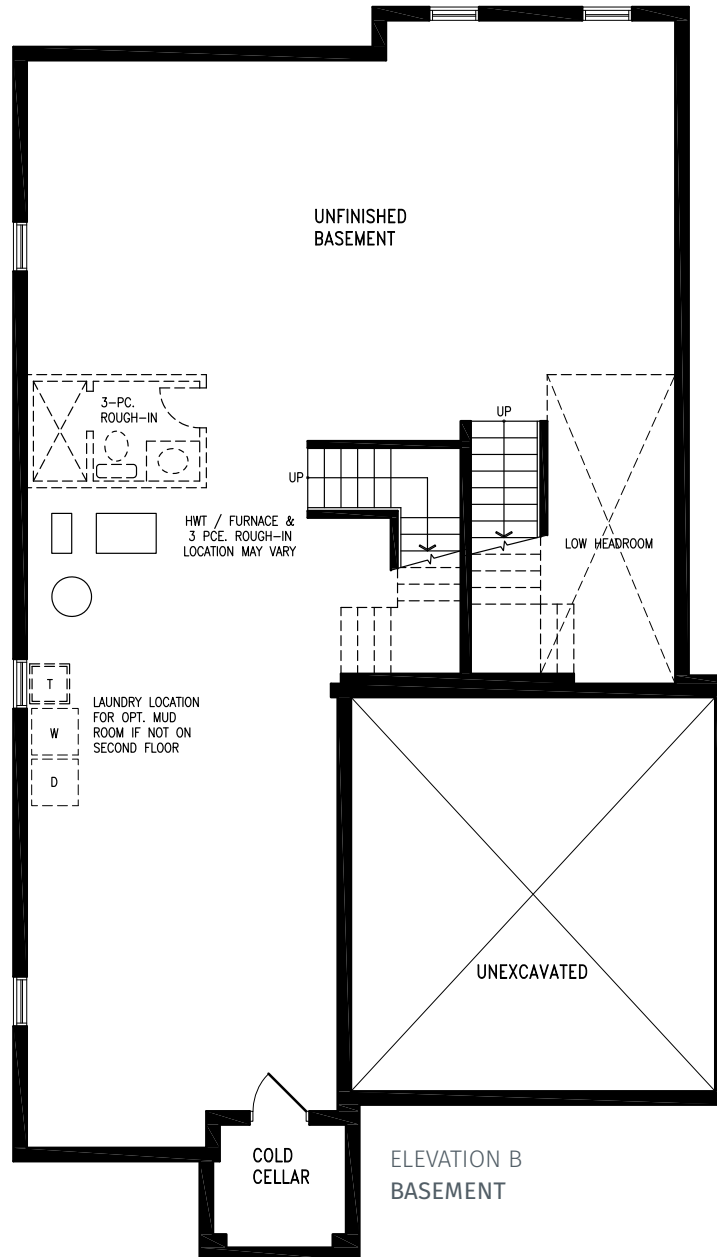 UNFINISHED
BASEMENT
3-PC.
ROUGH-IN
UP
UP
HWT / FURNACE &
3 PCE. ROUGH-IN
LOCATION MAY VARY
LOW HEADROOM
T
W
D
LAUNDRY LOCATION
FOR OPT. MUD
ROOM IF NOT ON
SECOND FLOOR
UNEXCAVATED
COLD
CELLAR
ELEVATION B
BASEMENT